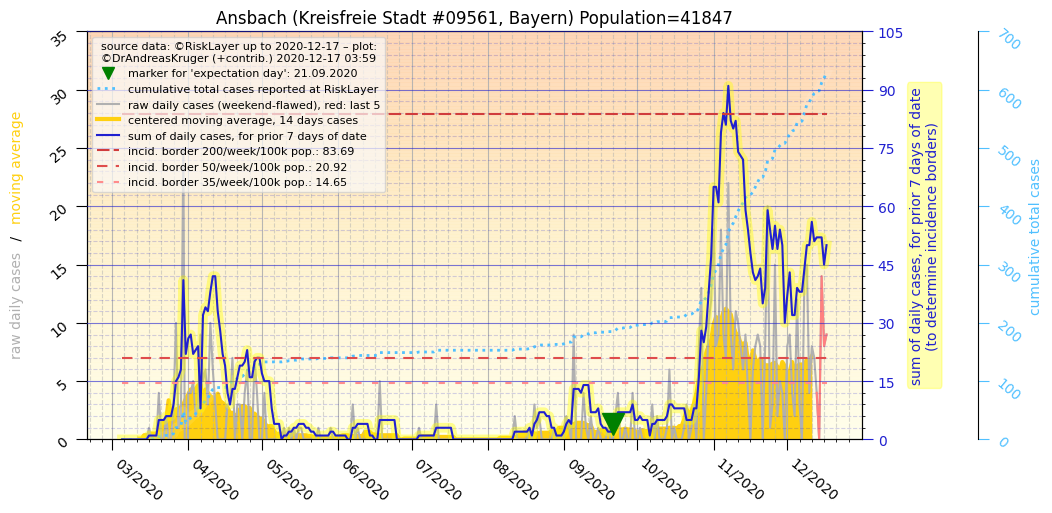 Ansbach (Kreisfreie Stadt #09561, Bayern) Population=41847
source data: ©RiskLayer up to 2020-12-17 – plot:
©DrAndreasKruger (+contrib.) 2020-12-17 03:59
marker for 'expectation day': 21.09.2020
cumulative total cases reported at RiskLayer
raw daily cases (weekend-flawed), red: last 5
centered moving average, 14 days cases
sum of daily cases, for prior 7 days of date
incid. border 200/week/100k pop.: 83.69
incid. border 50/week/100k pop.: 20.92
incid. border 35/week/100k pop.: 14.65
raw daily cases / moving average
35
30
25
20
15
10
5
0
03/2020
04/2020
05/2020
06/2020
07/2020
08/2020
09/2020
10/2020
11/2020
12/2020
105
90
75
60
45
30
15
0
sum of daily cases, for prior 7 days of date
(to determine incidence borders)
700
600
500
400
300
200
100
0
cumulative total cases